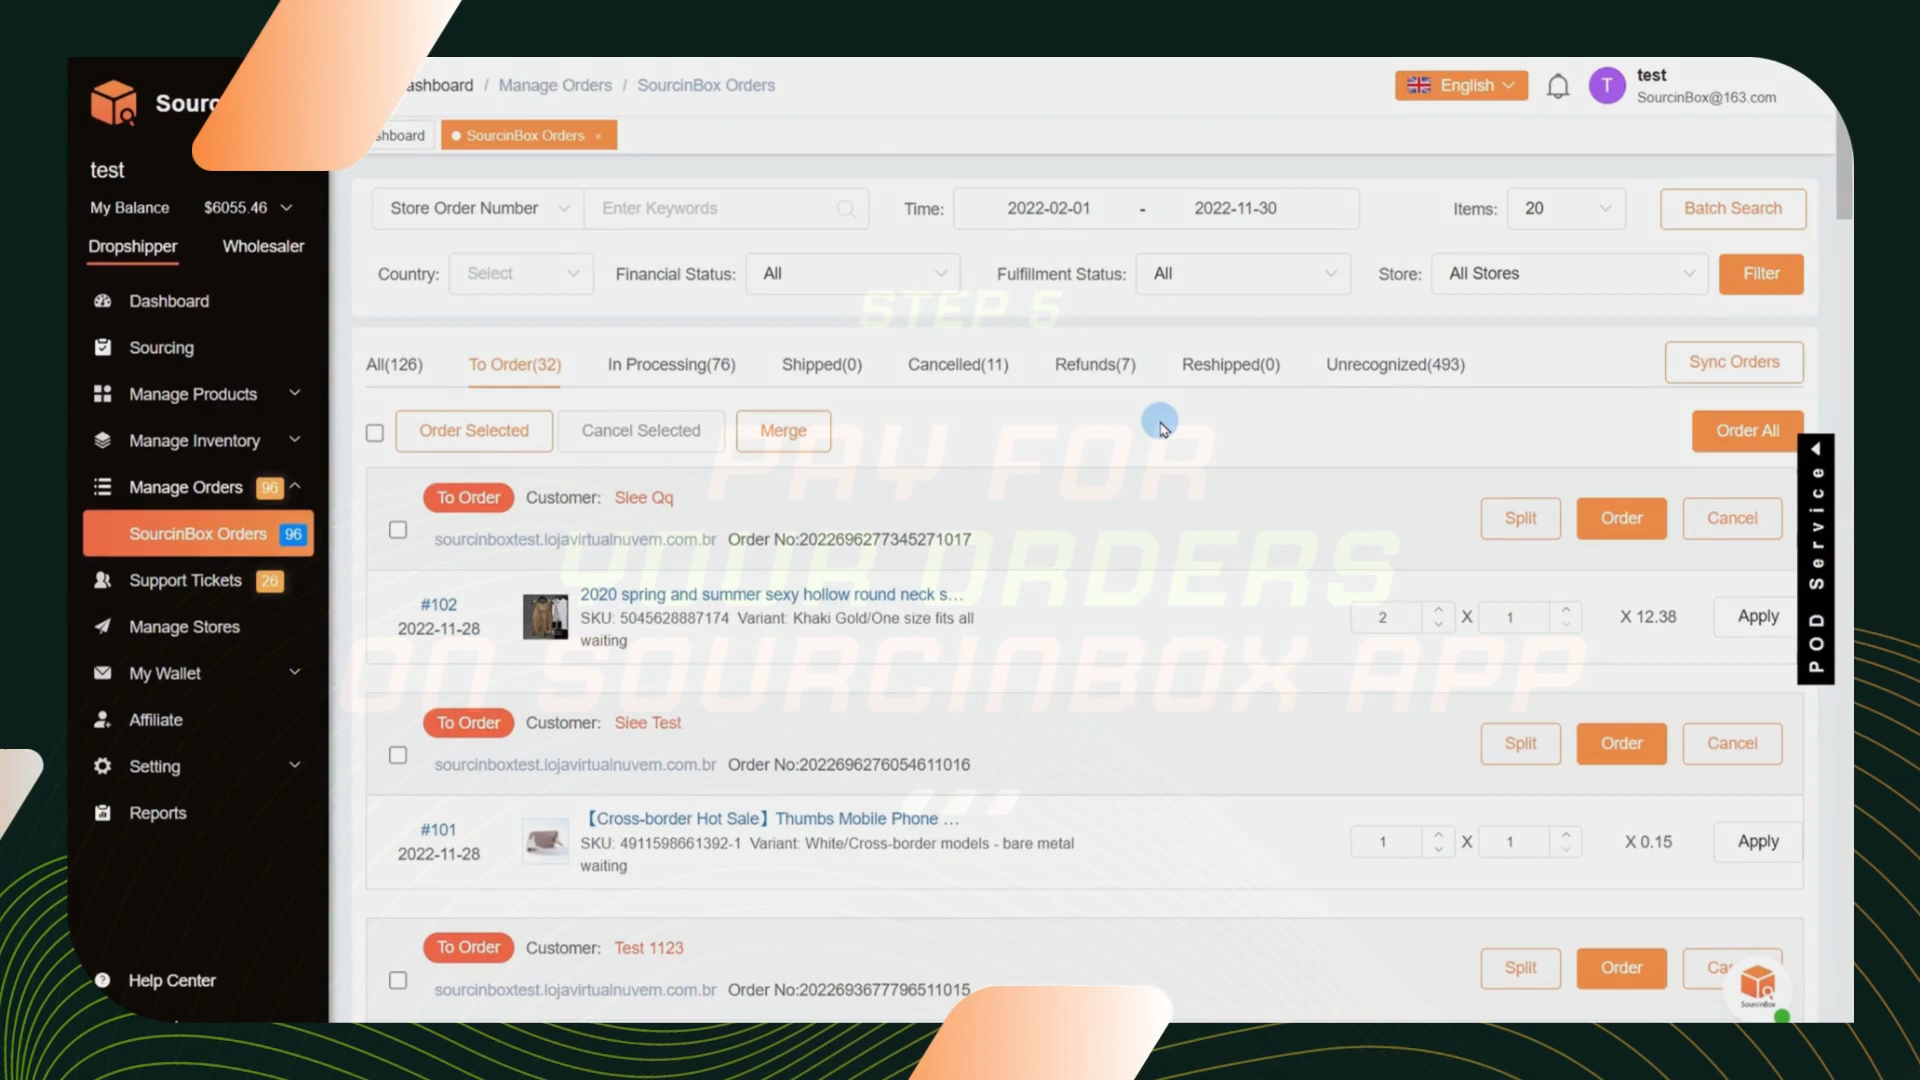 Sourc
test
My Balance $6055.46
Dropshipper Wholesaler
Dashboard
Sourcing
Manage Products
Manage Inventory
Manage Orders 96
SourcinBox Orders 96
Support Tickets 26
Manage Stores
My Wallet
Affiliate
Setting
Reports
Help Center
ashboard / Manage Orders / SourcinBox Orders
English
T
test
SourcinBox@163.com
shboard
SourcinBox Orders ×
Store Order Number Enter Keywords Time: 2022-02-01 - 2022-11-30 Items: 20 Batch Search
Country: Select Financial Status: All Fulfillment Status: All Store: All Stores Filter
STEP 5
All(126) To Order(32) In Processing(76) Shipped(0) Cancelled(11) Refunds(7) Reshipped(0) Unrecognized(493) Sync Orders
Order Selected Cancel Selected Merge Order All
PAY FOR
YOUR ORDERS
ON SOURCINBOX APP
To Order Customer: Siee Qq
sourcinboxtest.lojavirtualnuvem.com.br Order No:2022696277345271017
Split Order Cancel
#102
2022-11-28
2020 spring and summer sexy hollow round neck s...
SKU: 5045628887174 Variant: Khaki Gold/One size fits all
waiting
2 X 1 X 12.38 Apply
To Order Customer: Siee Test
sourcinboxtest.lojavirtualnuvem.com.br Order No:2022696276054611016
Split Order Cancel
#101
2022-11-28
【Cross-border Hot Sale】Thumbs Mobile Phone ...
SKU: 4911598661392-1 Variant: White/Cross-border models - bare metal
waiting
1 X 1 X 0.15 Apply
To Order Customer: Test 1123
sourcinboxtest.lojavirtualnuvem.com.br Order No:2022693677796511015
Split Order Ca
POD Service
SourcinBox